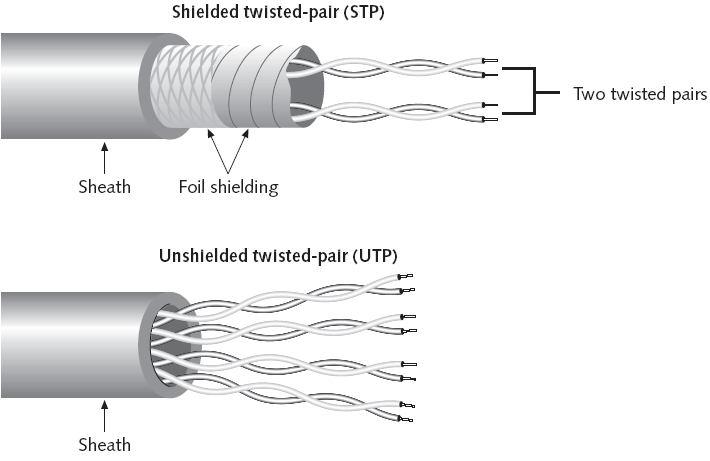 Shielded twisted-pair (STP)
Two twisted pairs
Sheath
Foil shielding
Unshielded twisted-pair (UTP)
Sheath